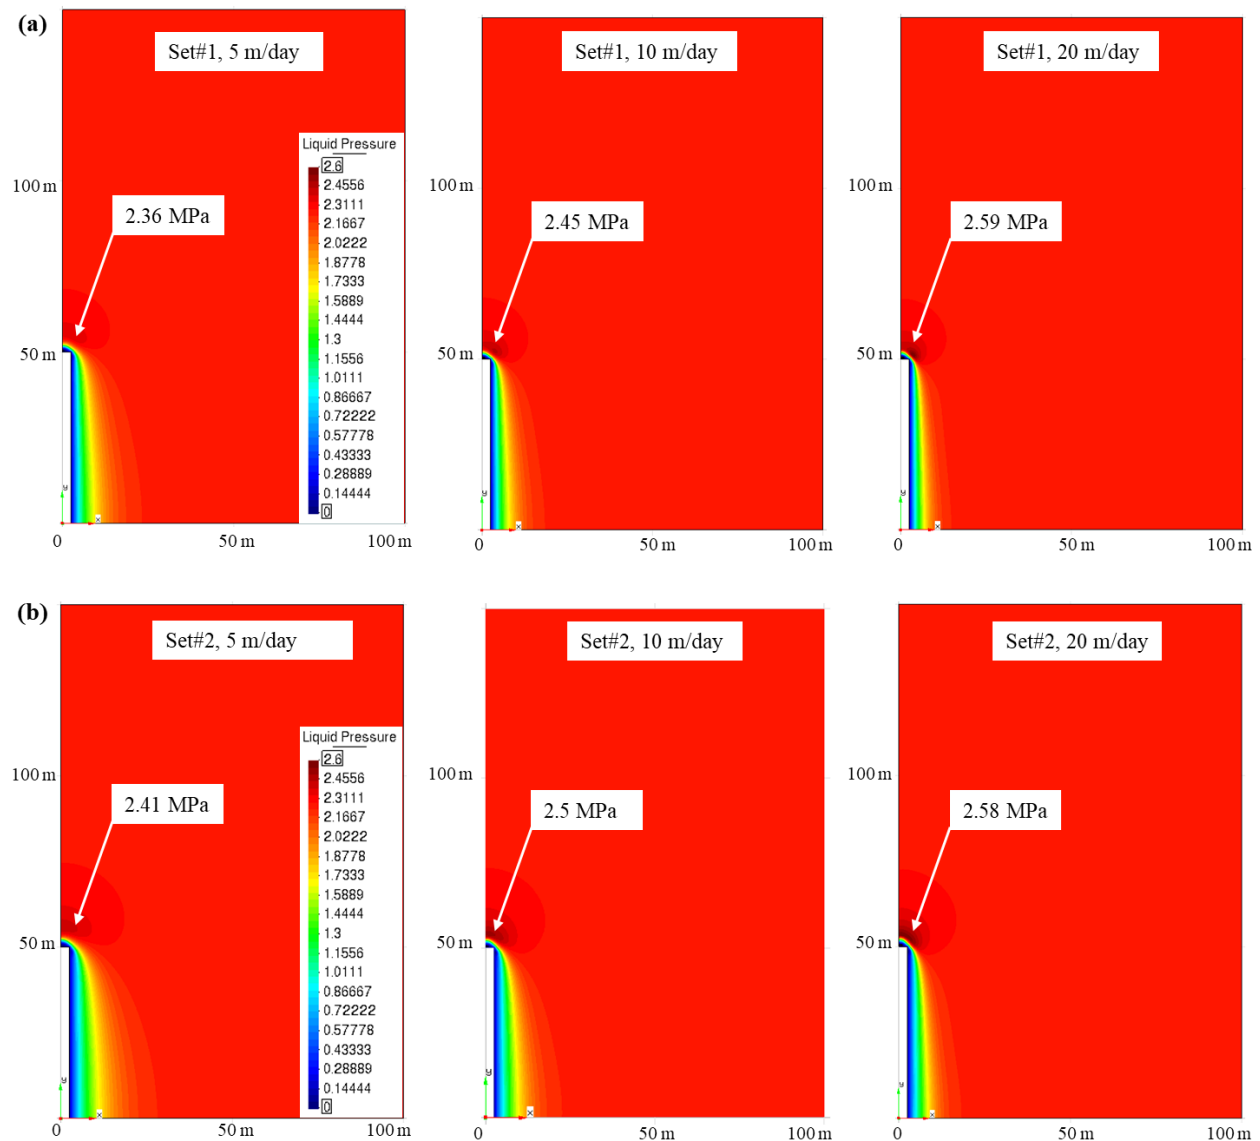 (a)
Set#1, 5 m/day
Set#1, 10 m/day
Set#1, 20 m/day
Liquid Pressure
2.6
2.4556
2.3111
2.1667
2.0222
1.8778
1.7333
1.5889
1.4444
1.3
1.1556
1.0111
0.86667
0.72222
0.57778
0.43333
0.28889
0.14444
0
100 m
100 m
100 m
2.36 MPa
2.45 MPa
2.59 MPa
50 m
50 m
50 m
y
x
y
x
y
x
0
50 m
100 m
0
50 m
100 m
0
50 m
100 m
(b)
Set#2, 5 m/day
Set#2, 10 m/day
Set#2, 20 m/day
Liquid Pressure
2.6
2.4556
2.3111
2.1667
2.0222
1.8778
1.7333
1.5889
1.4444
1.3
1.1556
1.0111
0.86667
0.72222
0.57778
0.43333
0.28889
0.14444
0
100 m
100 m
100 m
2.41 MPa
2.5 MPa
2.58 MPa
50 m
50 m
50 m
y
x
y
x
y
x
0
50 m
100 m
0
50 m
100 m
0
50 m
100 m